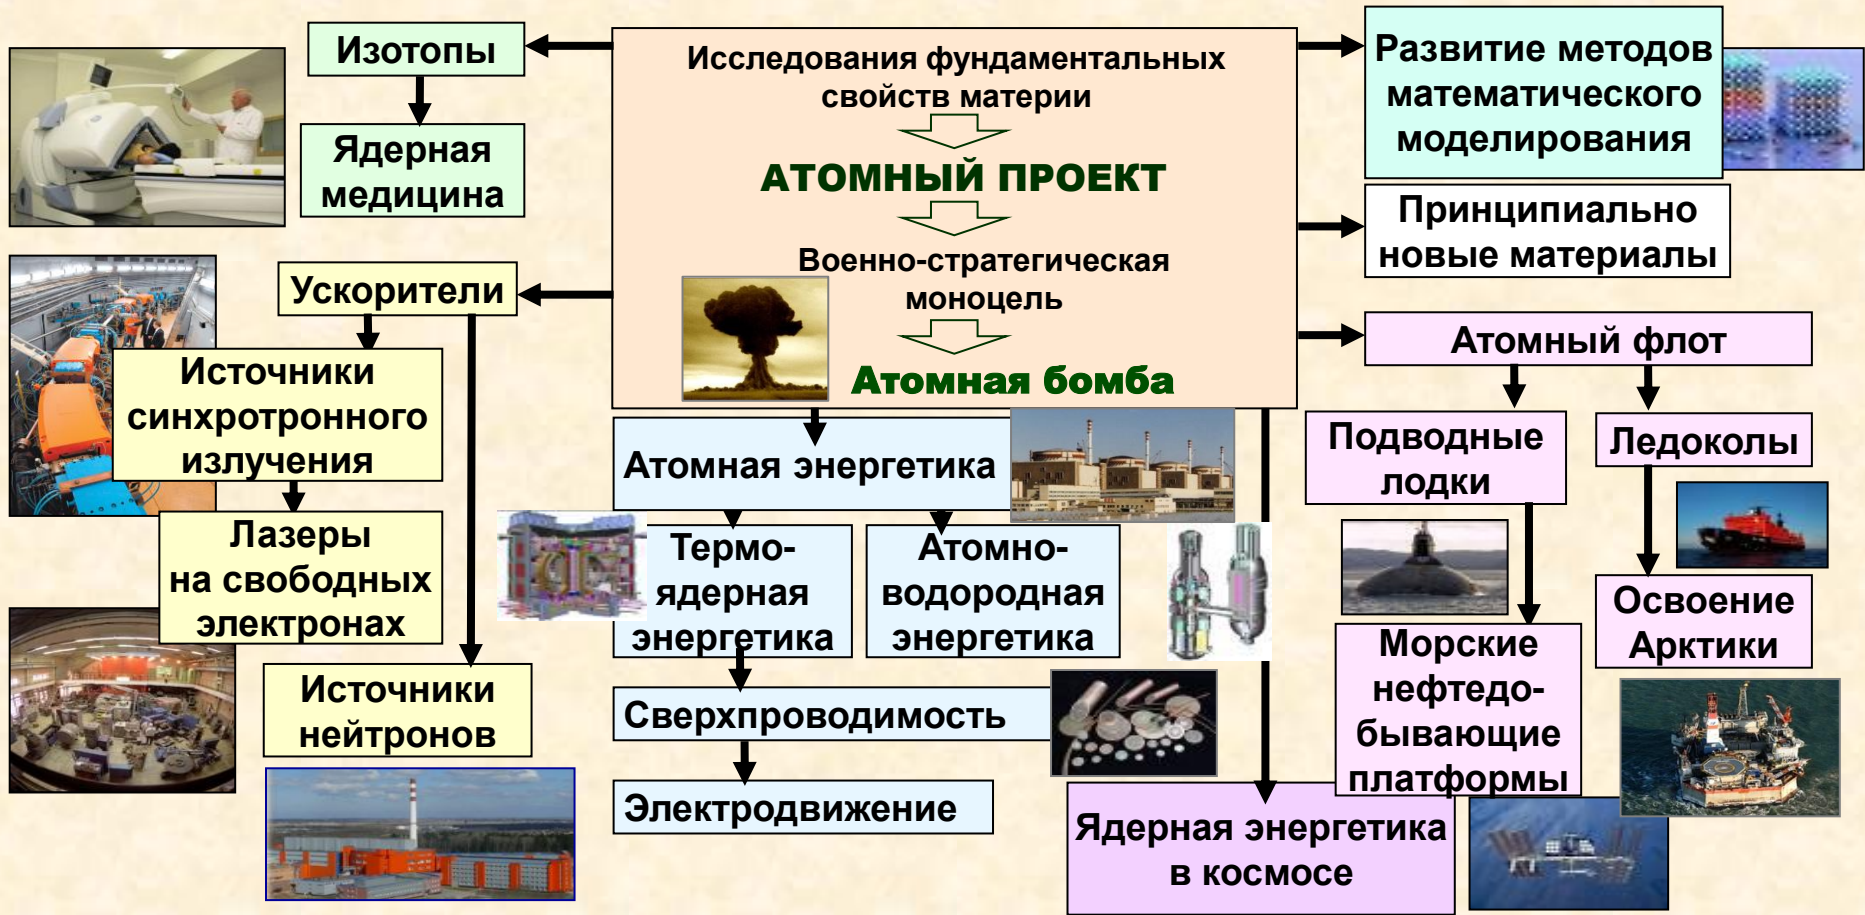 Изотопы
Ядерная
медицина
Исследования фундаментальных
свойств материи
АТОМНЫЙ ПРОЕКТ
Военно-стратегическая
моноцель
Атомная бомба
Развитие методов
математического
моделирования
Принципиально
новые материалы
Ускорители
Источники
синхротронного
излучения
Лазеры
на свободных
электронах
Источники
нейтронов
Атомная энергетика
Термо-
ядерная
энергетика
Атомно-
водородная
энергетика
Сверхпроводимость
Электродвижение
Атомный флот
Подводные
лодки
Ледоколы
Морские
нефтедо-
бывающие
платформы
Освоение
Арктики
Ядерная энергетика
в космосе